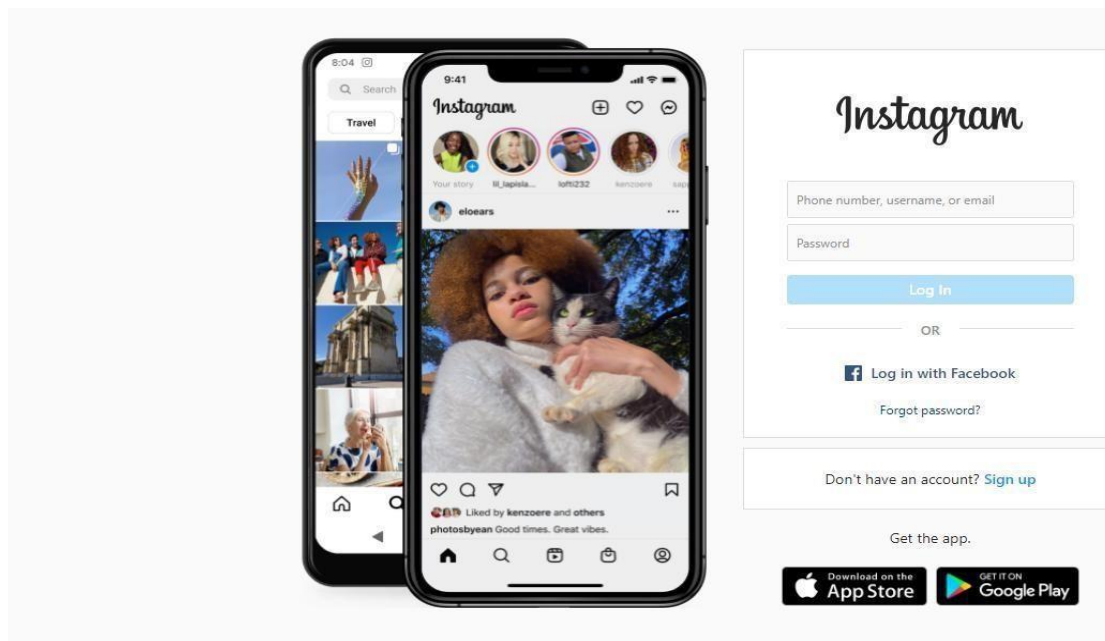 8:04
Search
Travel
9:41
Instagram
Your story lil_lapisla... lofti232 kenzoere
eloears
Liked by kenzoere and others
photosbyean Good times. Great vibes.
Instagram
Phone number, username, or email
Password
Log In
OR
Log in with Facebook
Forgot password?
Don't have an account? Sign up
Get the app.
Download on the
App Store
GET IT ON
Google Play